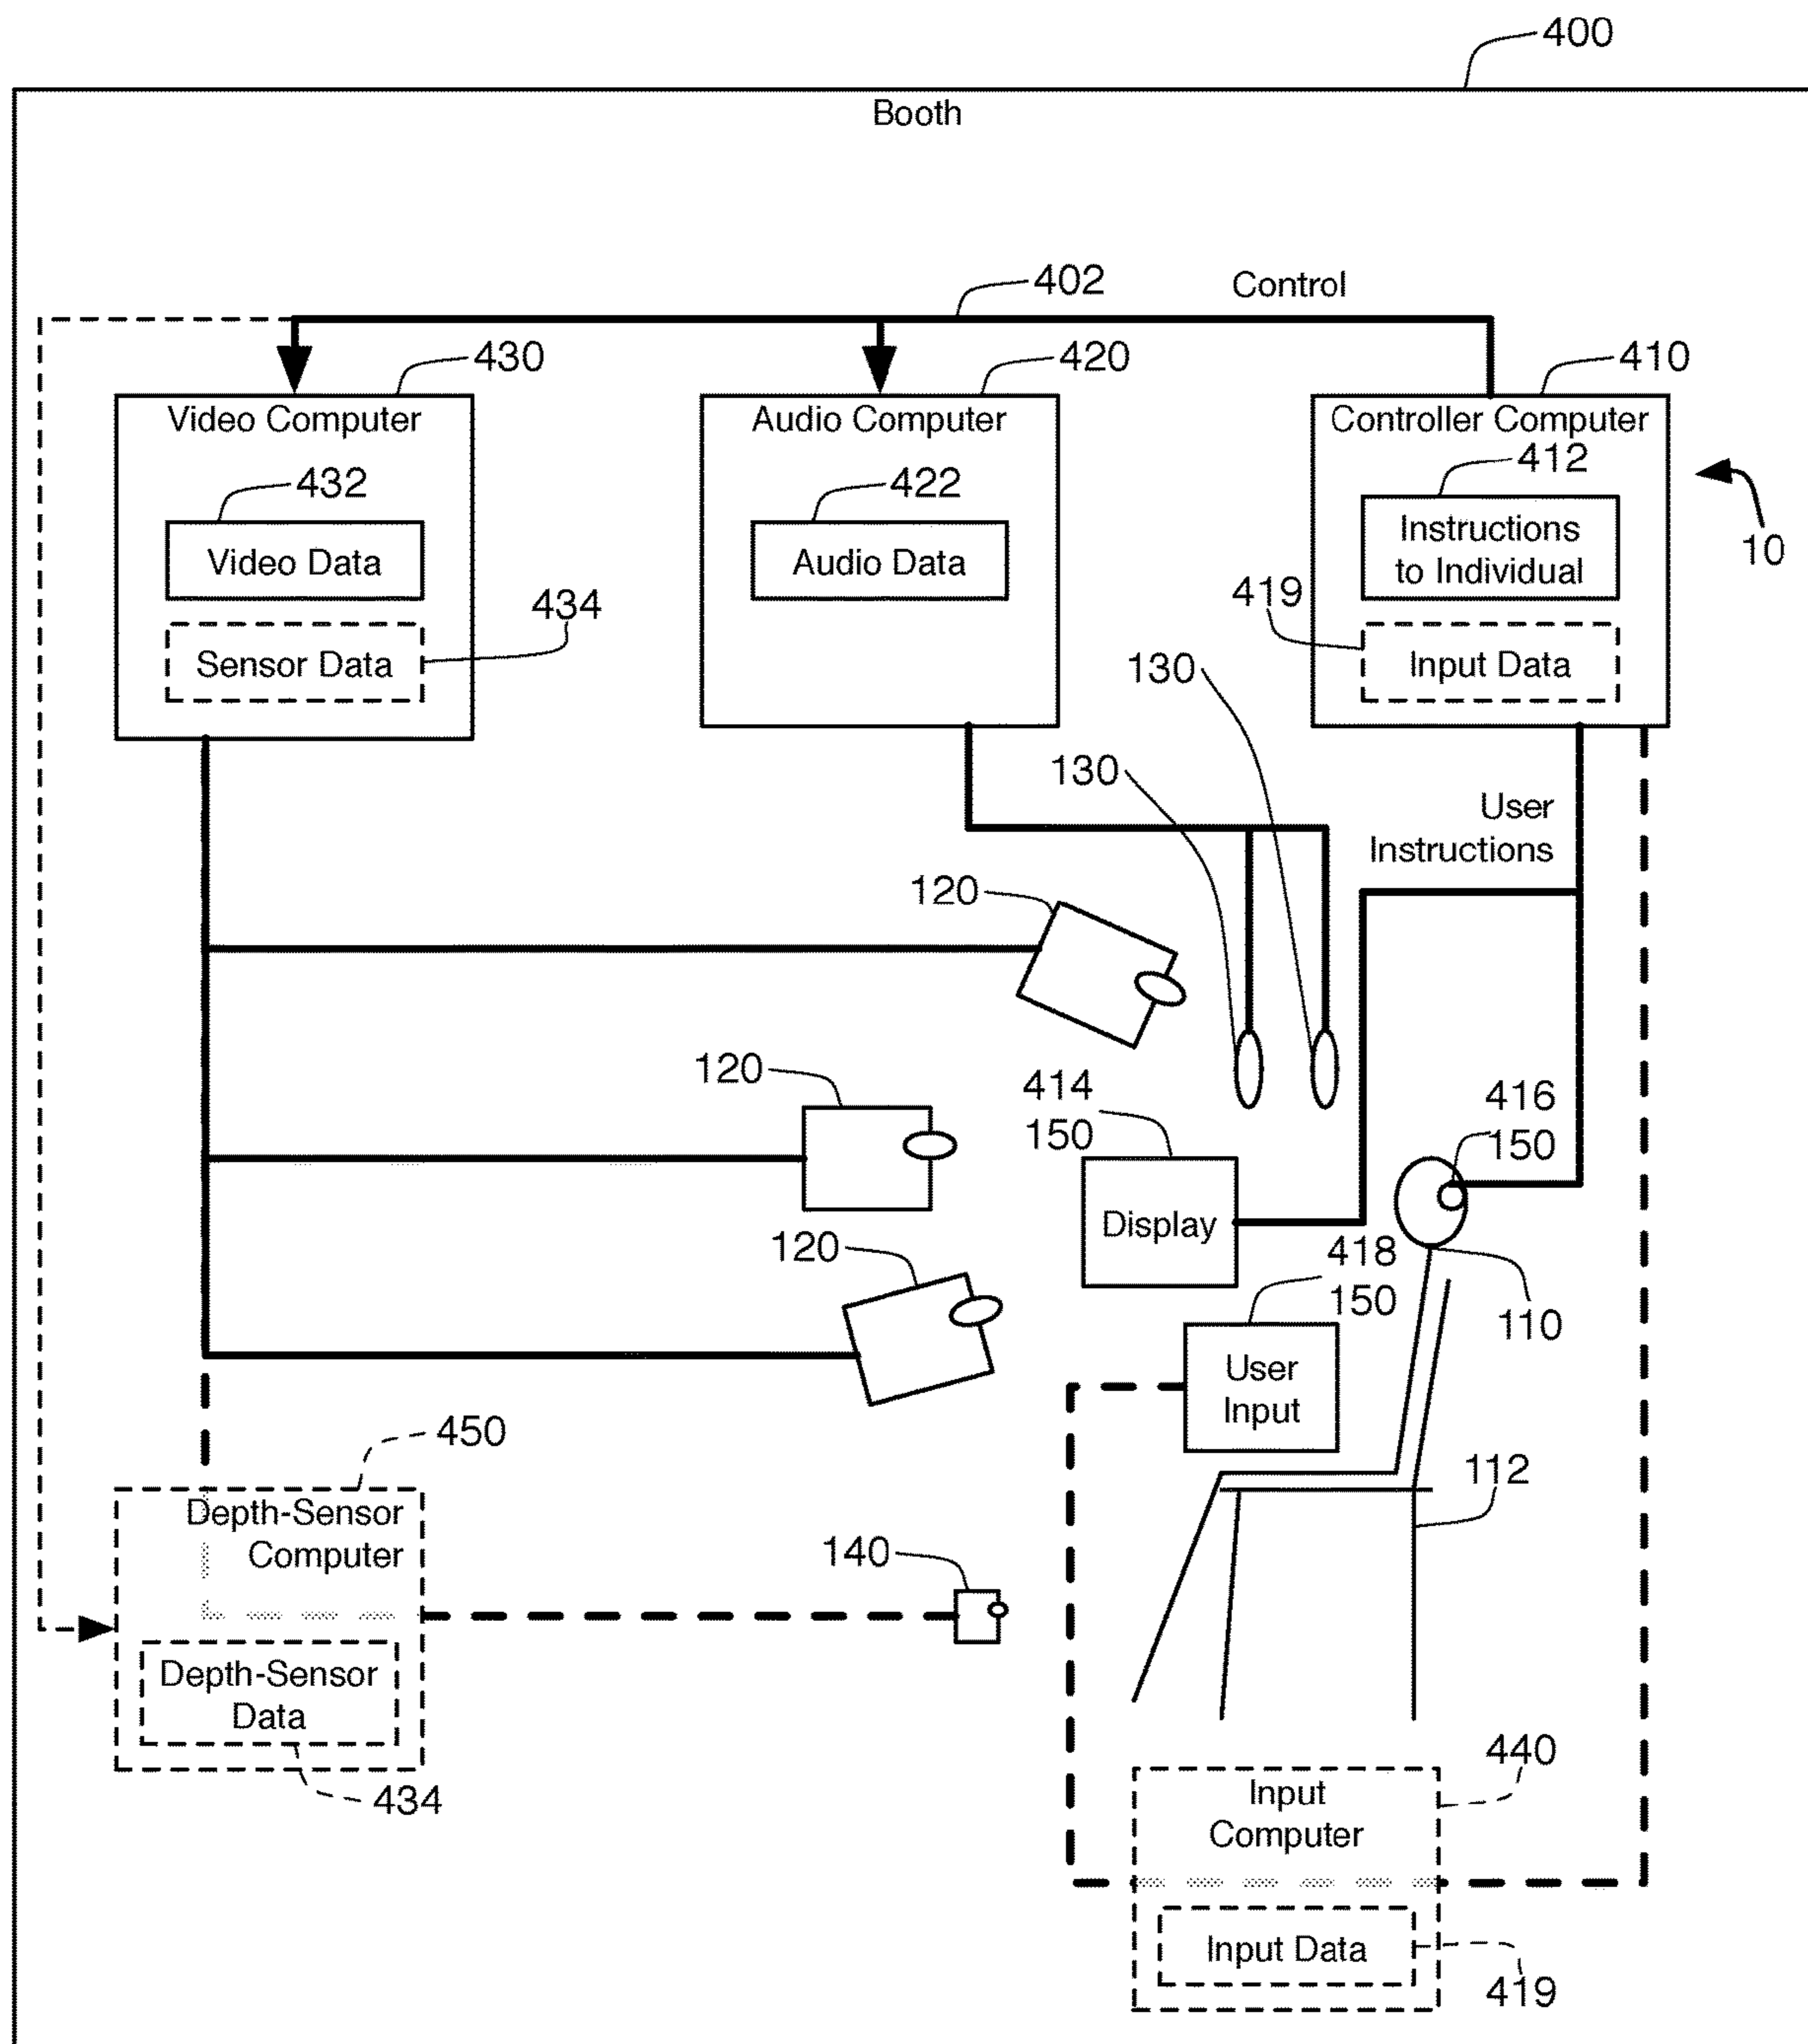 400
Booth
402
Control
430
420
410
Video Computer
Audio Computer
Controller Computer
432
422
412
Video Data
Audio Data
Instructions
to Individual
10
434
419
Sensor Data
Input Data
130
130
User
Instructions
120
120
414
150
416
150
Display
120
418
150
110
User
Input
450
112
Depth-Sensor
Computer
140
Depth-Sensor
Data
434
440
Input
Computer
Input Data
419